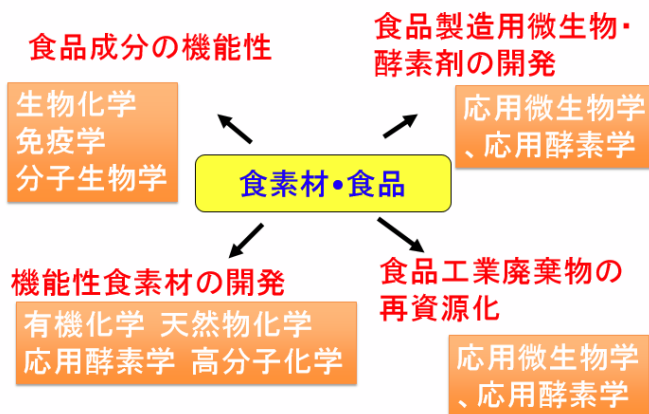 食品成分の機能性
生物化学
免疫学
分子生物学
食品製造用微生物・
酵素剤の開発
応用微生物学
、応用酵素学
食素材・食品
機能性食素材の開発
有機化学 天然物化学
応用酵素学 高分子化学
食品工業廃棄物の
再資源化
応用微生物学
、応用酵素学